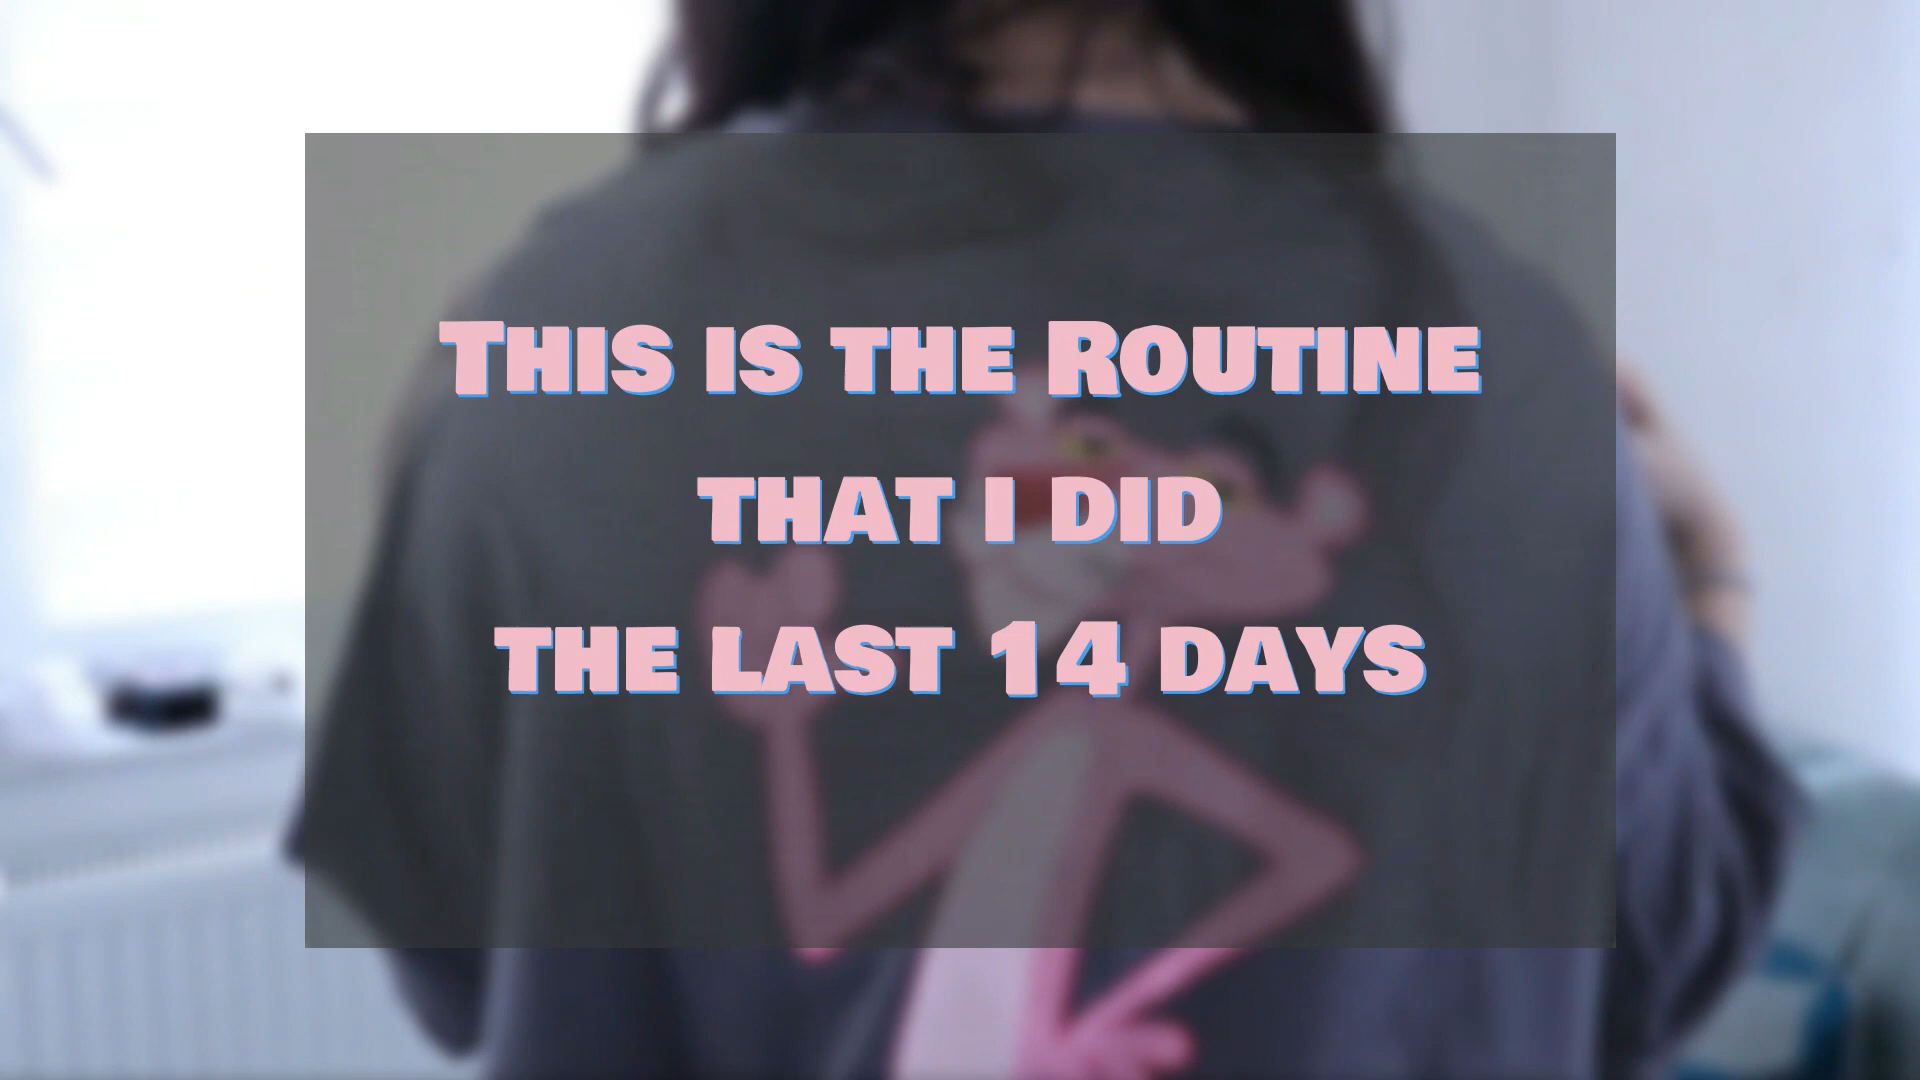 This is the Routine
that i did
the last 14 days